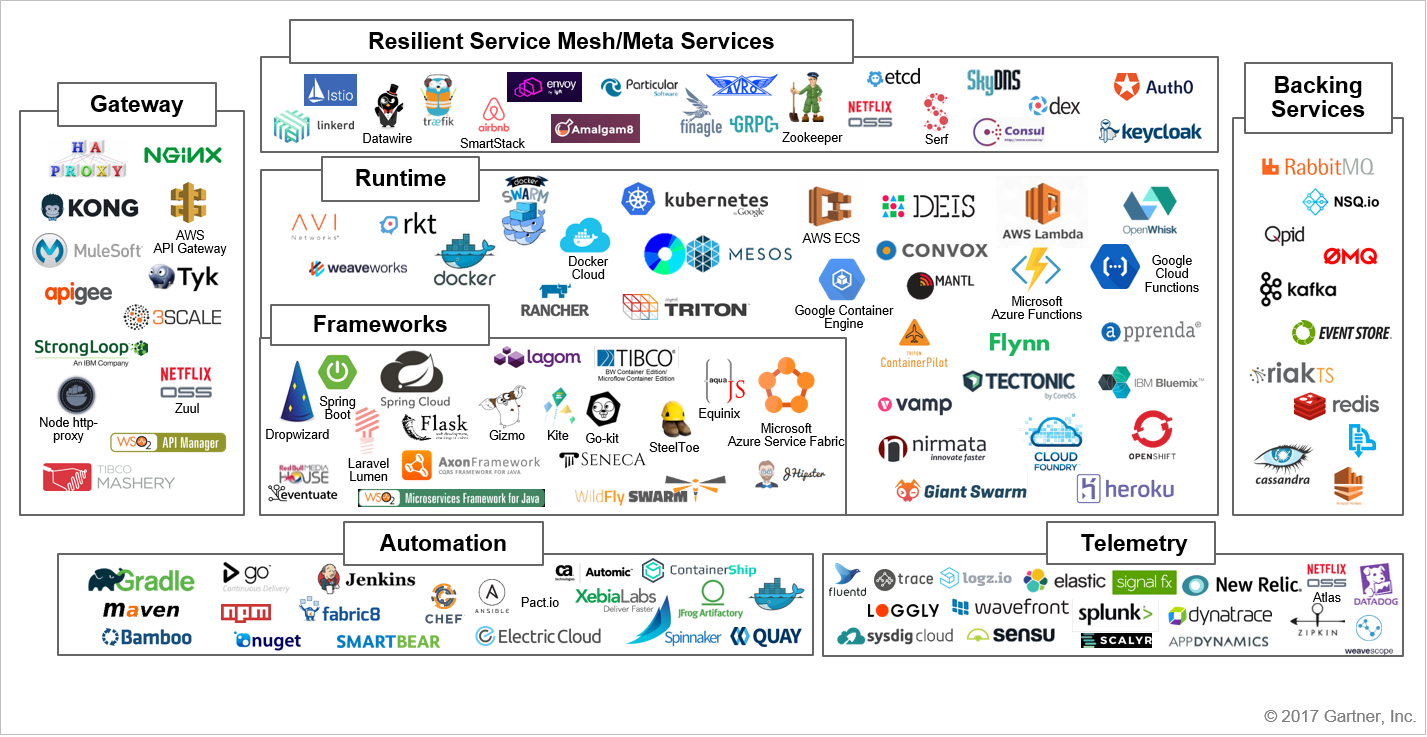 Resilient Service Mesh/Meta Services
Istio
linkerd
Datwire
træfik
airbnb
SmartStack
envoy
by lyft
Amalgam8
Particular
Software
AVRO
finagle
GRPC
Zookeeper
etcd
NETFLIX
OSS
Serf
SkyDNS
dex
Consul
Auth0
keycloak
Gateway
HA
PROXY
NGINX
KONG
AWS
API Gateway
MuleSoft
Tyk
apigee
3SCALE
StrongLoop
An IBM Company
NETFLIX
OSS
Zuul
Node http-
proxy
WSO2 API Manager
TIBCO
MASHERY
Runtime
AVI
Networks
rkt
weaveworks
docker
docker
SWARM
Docker
Cloud
RANCHER
kubernetes
by Google
MESOS
TRITON
AWS ECS
Google Container
Engine
DEIS
CONVOX
MANTL
AWS Lambda
Microsoft
Azure Functions
OpenWhisk
Google
Cloud
Functions
TRITON
ContainerPilot
Flynn
apprenda®
TECTONIC
by CoreOS
IBM Bluemix™
vamp
nirmata
innovate faster
CLOUD
FOUNDRY
OPENSHIFT
Giant Swarm
heroku
Frameworks
Dropwizard
Spring
Boot
Spring Cloud
lagom
TIBCO®
BW Container Edition/
Microflow Container Edition
aqua
JS
Equinix
Microsoft
Azure Service Fabric
Laravel
Lumen
Flask
Gizmo
Kite
Go-kit
SteelToe
Red Bull MEDIA
HOUSE
eventuate
AxonFramework
CQRS FRAMEWORK FOR JAVA
SENECA
JHipster
WSO2 Microservices Framework for Java
WildFly SWARM
Backing
Services
RabbitMQ
NSQ.io
Qpid
ØMQ
kafka
EVENT STORE.
riakTS
redis
cassandra
Automation
Gradle
go
Continuous Delivery
Jenkins
maven
npm
fabric8
CHEF
ANSIBLE
Pact.io
ca
technologies
Automic
ContainerShip
XebiaLabs
Deliver Faster
JFrog Artifactory
Bamboo
nuget
SMARTBEAR
Electric Cloud
Spinnaker
QUAY
Telemetry
fluentd
trace
logz.io
elastic
signal fx
New Relic.
NETFLIX
OSS
Atlas
DATADOG
LOGGLY
wavefront
splunk>
dynatrace
ZIPKIN
sysdig cloud
sensu
SCALYR
APPDYNAMICS
weavescope
© 2017 Gartner, Inc.